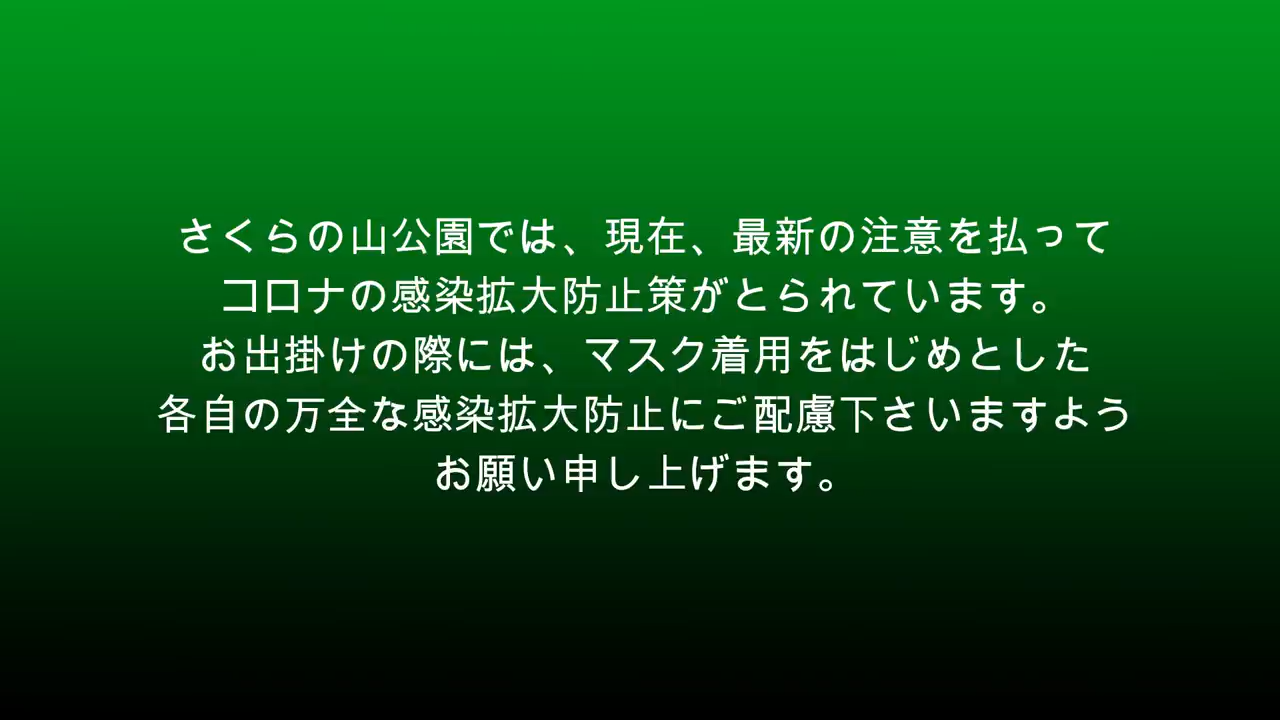 さくらの山公園では、現在、最新の注意を払って
コロナの感染拡大防止策がとられています。
お出掛けの際には、マスク着用をはじめとした
各自の万全な感染拡大防止にご配慮下さいますよう
お願い申し上げます。